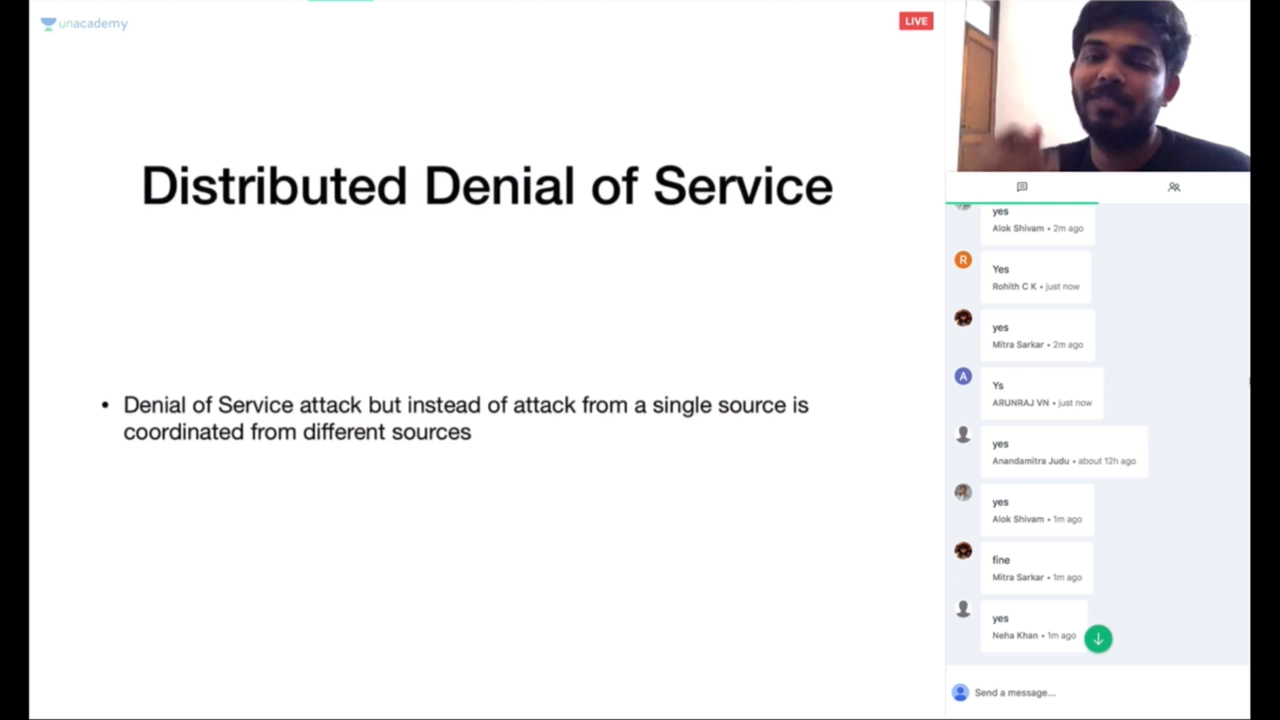 unacademy
LIVE
Distributed Denial of Service
• Denial of Service attack but instead of attack from a single source is
coordinated from different sources
yes
Alok Shivam • 2m ago
R
Yes
Rohith C K • just now
yes
Mitra Sarkar • 2m ago
A
Ys
ARUNRAJ VN • just now
yes
Anandamitra Judu • about 12h ago
yes
Alok Shivam • 1m ago
fine
Mitra Sarkar • 1m ago
yes
Neha Khan • 1m ago
Send a message...